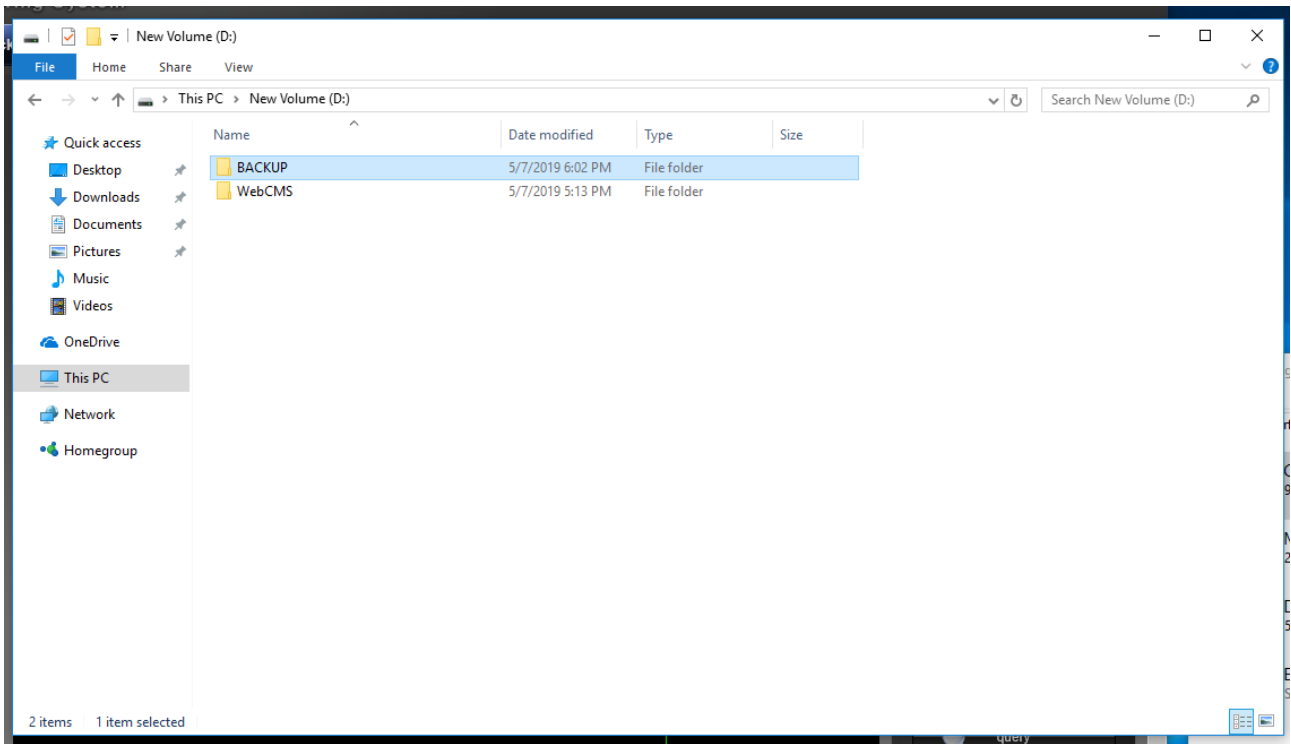 New Volume (D:)
File Home Share View
This PC > New Volume (D:)
Search New Volume (D:)
Name Date modified Type Size
Quick access
Desktop
Downloads
Documents
Pictures
Music
Videos
OneDrive
This PC
Network
Homegroup
BACKUP 5/7/2019 6:02 PM File folder
WebCMS 5/7/2019 5:13 PM File folder
2 items 1 item selected
query